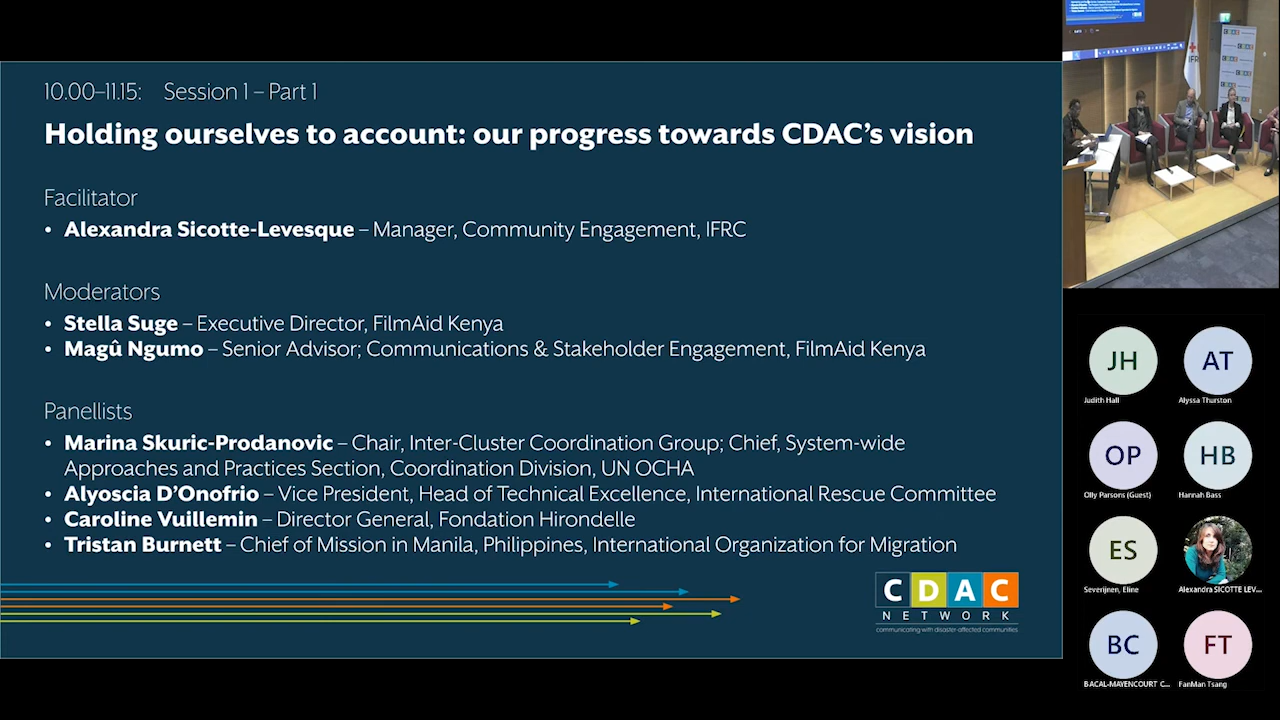 10.00–11.15: Session 1 – Part 1
Holding ourselves to account: our progress towards CDAC's vision
Facilitator
• Alexandra Sicotte-Levesque – Manager, Community Engagement, IFRC
Moderators
• Stella Suge – Executive Director, FilmAid Kenya
• Magû Ngumo – Senior Advisor; Communications & Stakeholder Engagement, FilmAid Kenya
Panellists
• Marina Skuric-Prodanovic – Chair, Inter-Cluster Coordination Group; Chief, System-wide
Approaches and Practices Section, Coordination Division, UN OCHA
• Alyoscia D'Onofrio – Vice President, Head of Technical Excellence, International Rescue Committee
• Caroline Vuillemin – Director General, Fondation Hirondelle
• Tristan Burnett – Chief of Mission in Manila, Philippines, International Organization for Migration
CDAC
NETWORK
communicating with disaster-affected communities
CDAC
IFRC
JH
Judith Hall
AT
Alyssa Thurston
OP
Olly Parsons (Guest)
HB
Hannah Bass
ES
Severijnen, Eline
Alexandra SICOTTE LEV...
BC
BACAL-MAYENCOURT C...
FT
FanMan Tsang